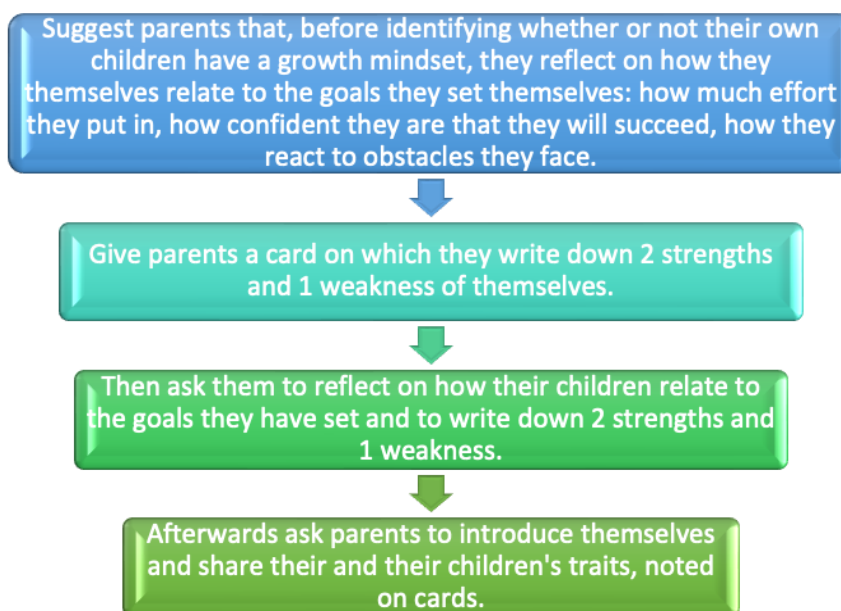 Suggest parents that, before identifying whether or not their own
children have a growth mindset, they reflect on how they
themselves relate to the goals they set themselves: how much effort
they put in, how confident they are that they will succeed, how they
react to obstacles they face.
Give parents a card on which they write down 2 strengths
and 1 weakness of themselves.
Then ask them to reflect on how their children relate to
the goals they have set and to write down 2 strengths and
1 weakness.
Afterwards ask parents to introduce themselves
and share their and their children's traits, noted
on cards.